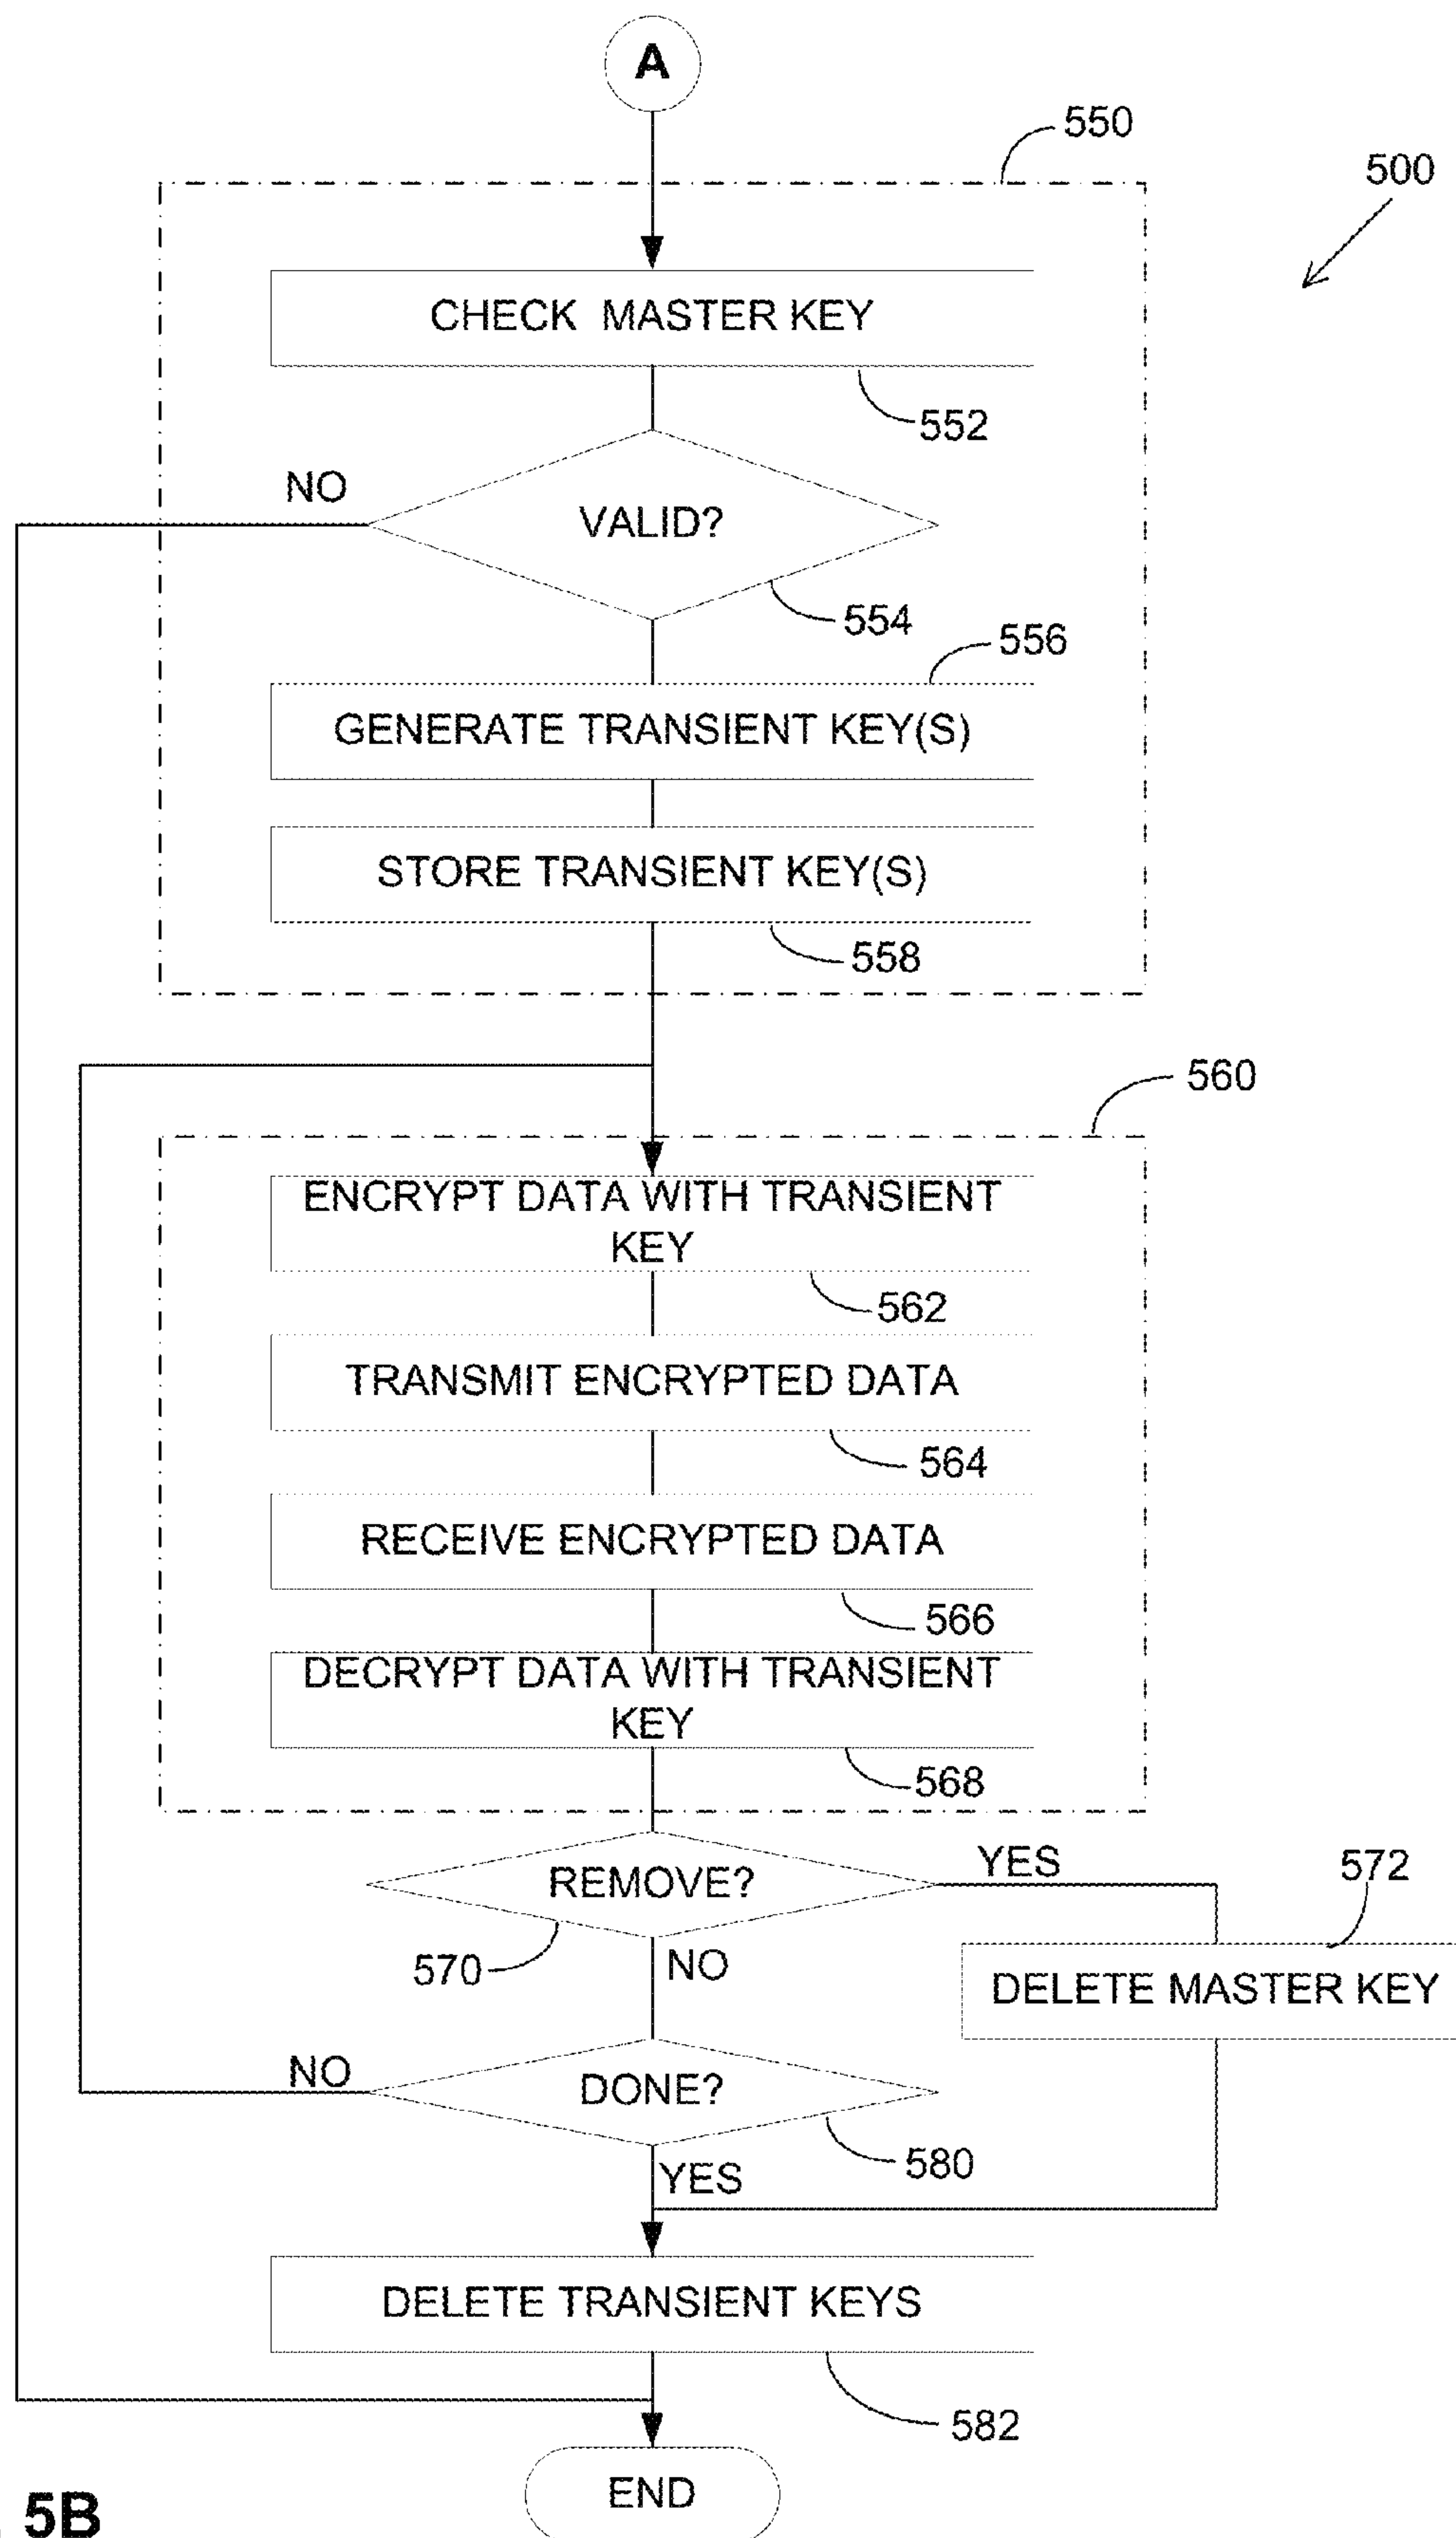 A
550
500
CHECK MASTER KEY
552
NO
VALID?
554
556
GENERATE TRANSIENT KEY(S)
STORE TRANSIENT KEY(S)
558
560
ENCRYPT DATA WITH TRANSIENT
KEY
562
TRANSMIT ENCRYPTED DATA
564
RECEIVE ENCRYPTED DATA
566
DECRYPT DATA WITH TRANSIENT
KEY
568
REMOVE?
YES
572
570
NO
DELETE MASTER KEY
NO
DONE?
580
YES
DELETE TRANSIENT KEYS
582
END
5B